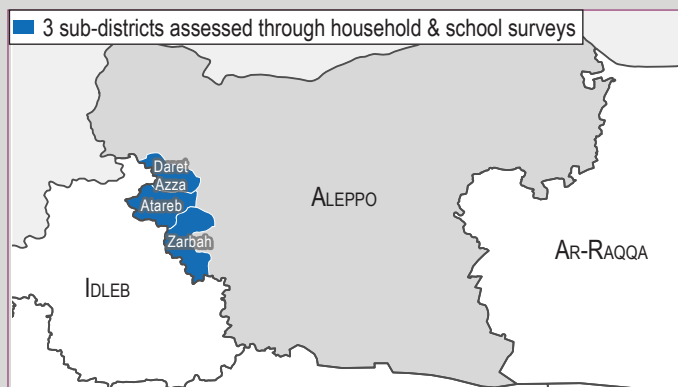 3 sub-districts assessed through household & school surveys
Daret
Azza
Atareb
Zarbah
ALEPPO
AR-RAQQA
IDLEB